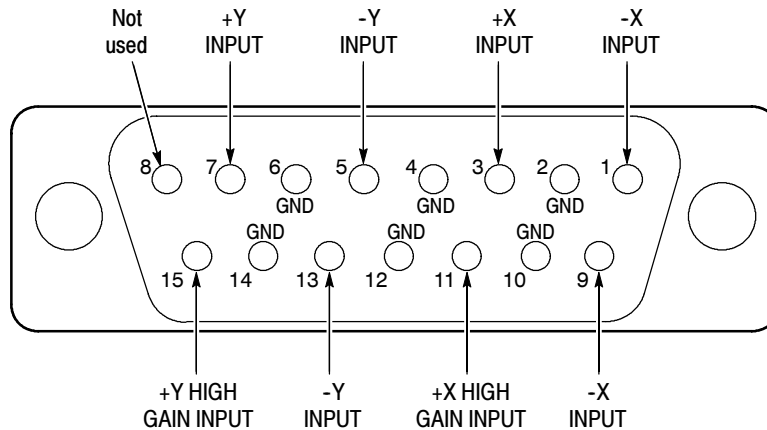 Not
used
+Y
INPUT
-Y
INPUT
+X
INPUT
-X
INPUT
8 7 6 5 4 3 2 1
GND GND GND
GND GND GND
15 14 13 12 11 10 9
+Y HIGH
GAIN INPUT
-Y
INPUT
+X HIGH
GAIN INPUT
-X
INPUT